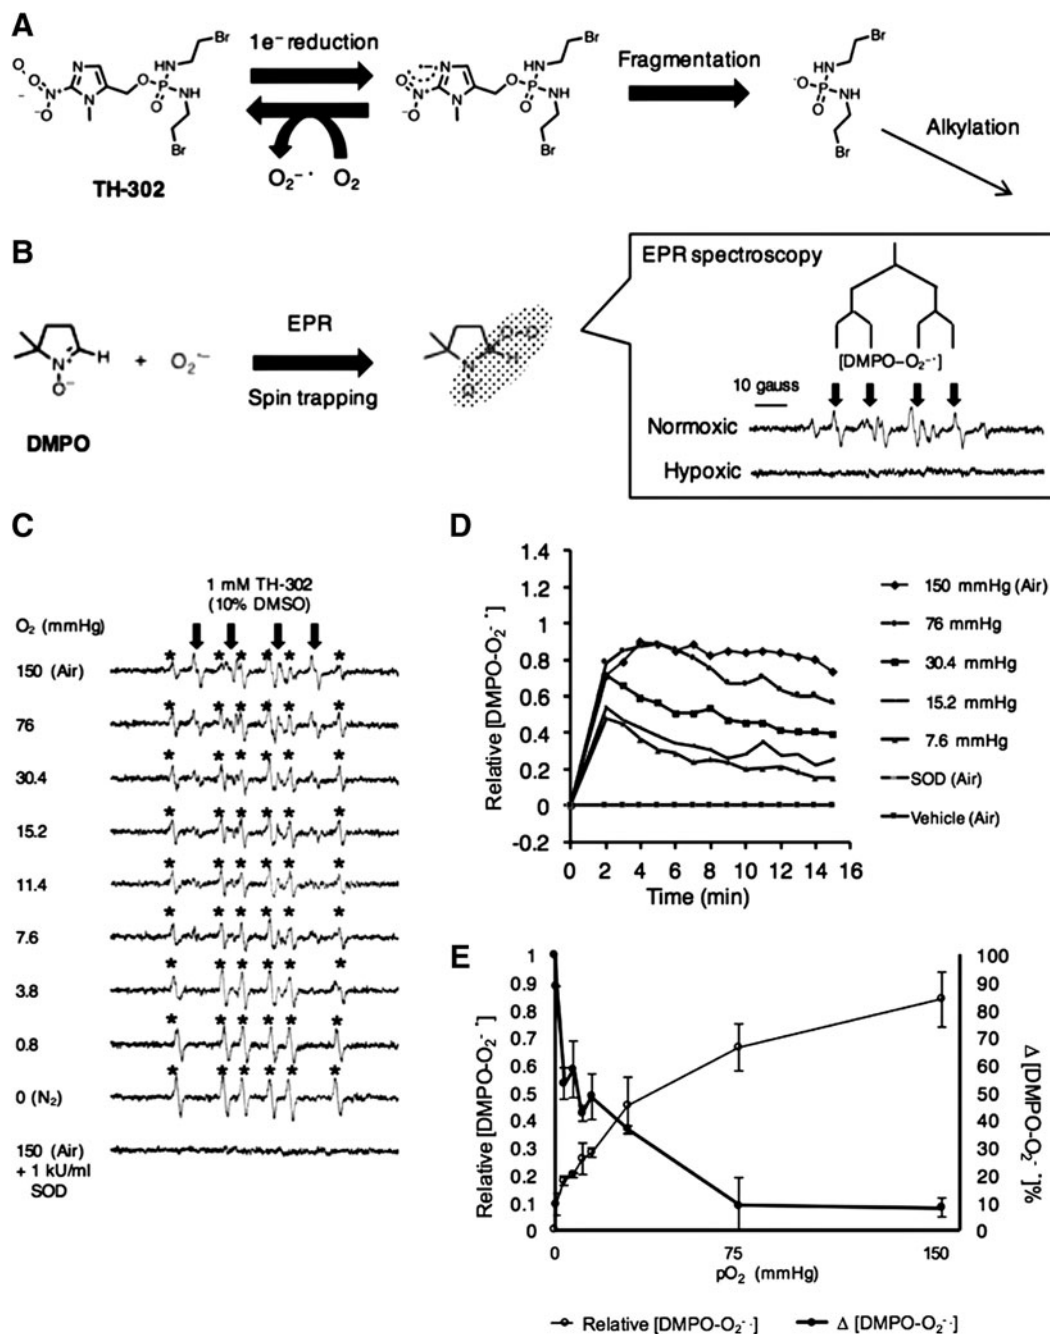 A
1e⁻ reduction
Fragmentation
Alkylation
Br
HN
O
N
N⁺
O⁻
P
NH
Br
TH-302
O₂⁻· O₂
B
DMPO
+ O₂·⁻
EPR
Spin trapping
EPR spectroscopy
[DMPO–O₂⁻·]
10 gauss
Normoxic
Hypoxic
C
1 mM TH-302
(10% DMSO)
O₂ (mmHg)
150 (Air)
76
30.4
15.2
11.4
7.6
3.8
0.8
0 (N₂)
150 (Air)
+ 1 kU/ml
SOD
D
Relative [DMPO-O₂⁻·]
1.4
1.2
1
0.8
0.6
0.4
0.2
0
-0.2
0 2 4 6 8 10 12 14 16
Time (min)
150 mmHg (Air)
76 mmHg
30.4 mmHg
15.2 mmHg
7.6 mmHg
SOD (Air)
Vehicle (Air)
E
Relative [DMPO-O₂⁻·]
1
0.9
0.8
0.7
0.6
0.5
0.4
0.3
0.2
0.1
0
100
90
80
70
60
50
40
30
20
10
0
Δ [DMPO-O₂⁻·]%
0 75 150
pO₂ (mmHg)
Relative [DMPO-O₂⁻·] Δ [DMPO-O₂⁻·]